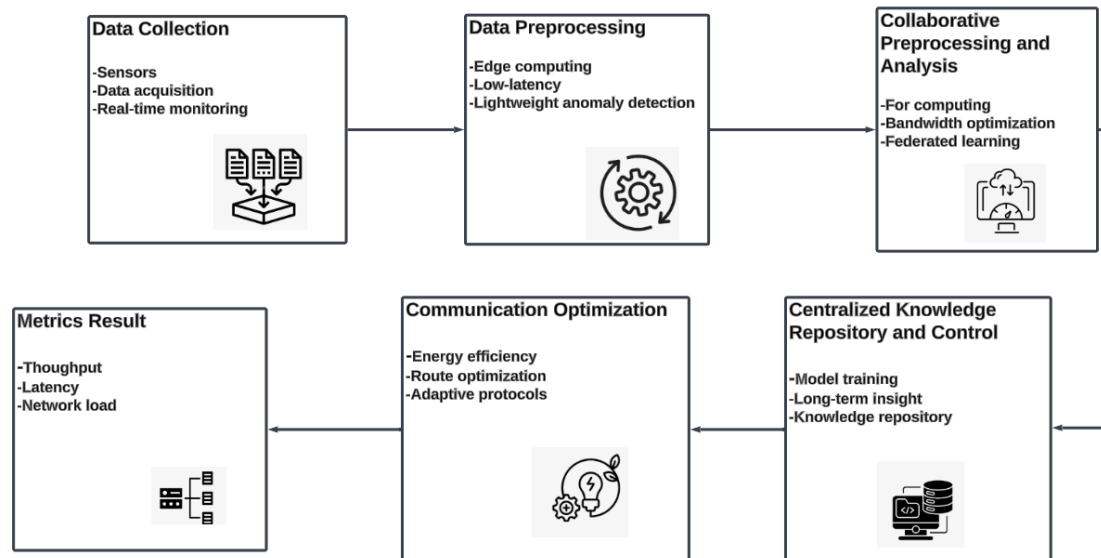 Data Collection
-Sensors
-Data acquisition
-Real-time monitoring
Data Preprocessing
-Edge computing
-Low-latency
-Lightweight anomaly detection
Collaborative
Preprocessing and
Analysis
-For computing
-Bandwidth optimization
-Federated learning
Metrics Result
-Thoughput
-Latency
-Network load
Communication Optimization
-Energy efficiency
-Route optimization
-Adaptive protocols
Centralized Knowledge
Repository and Control
-Model training
-Long-term insight
-Knowledge repository